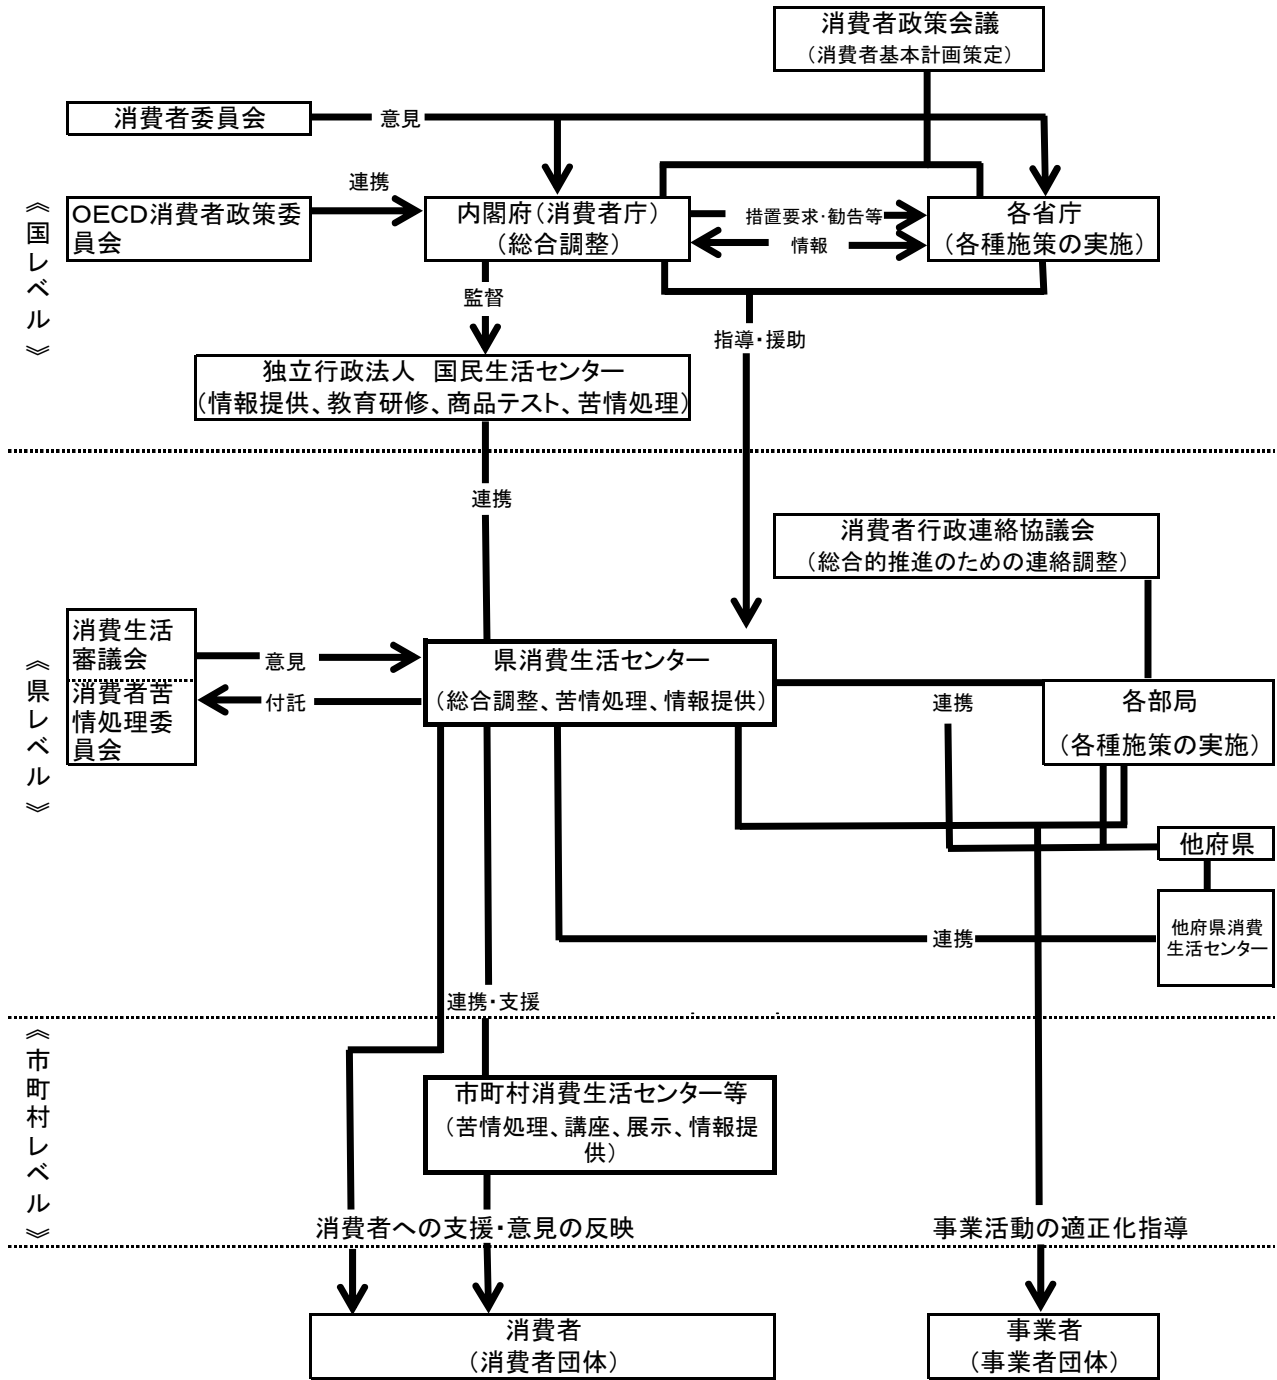 消費者政策会議
（消費者基本計画策定）
消費者委員会
意見
《国レベル》
OECD消費者政策委
員会
連携
内閣府（消費者庁）
（総合調整）
措置要求・勧告等
情報
各省庁
（各種施策の実施）
監督
指導・援助
独立行政法人　国民生活センター
（情報提供、教育研修、商品テスト、苦情処理）
連携
消費者行政連絡協議会
（総合的推進のための連絡調整）
《県レベル》
消費生活
審議会
消費者苦
情処理委
員会
意見
付託
県消費生活センター
（総合調整、苦情処理、情報提供）
連携
各部局
（各種施策の実施）
他府県
連携
他府県消費
生活センター
連携・支援
《市町村レベル》
市町村消費生活センター等
（苦情処理、講座、展示、情報提
供）
消費者への支援・意見の反映
事業活動の適正化指導
消費者
（消費者団体）
事業者
（事業者団体）